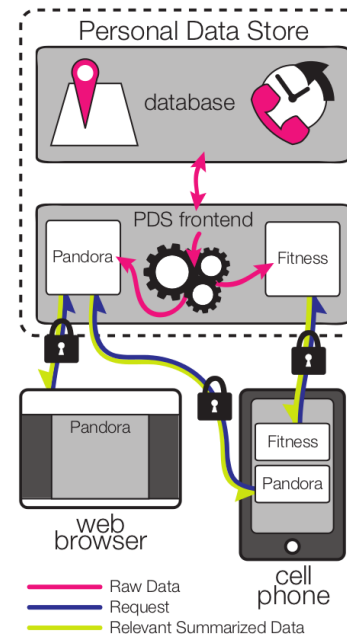 Personal Data Store
database
PDS frontend
Pandora
Fitness
Pandora
Fitness
Pandora
web
browser
cell
phone
Raw Data
Request
Relevant Summarized Data